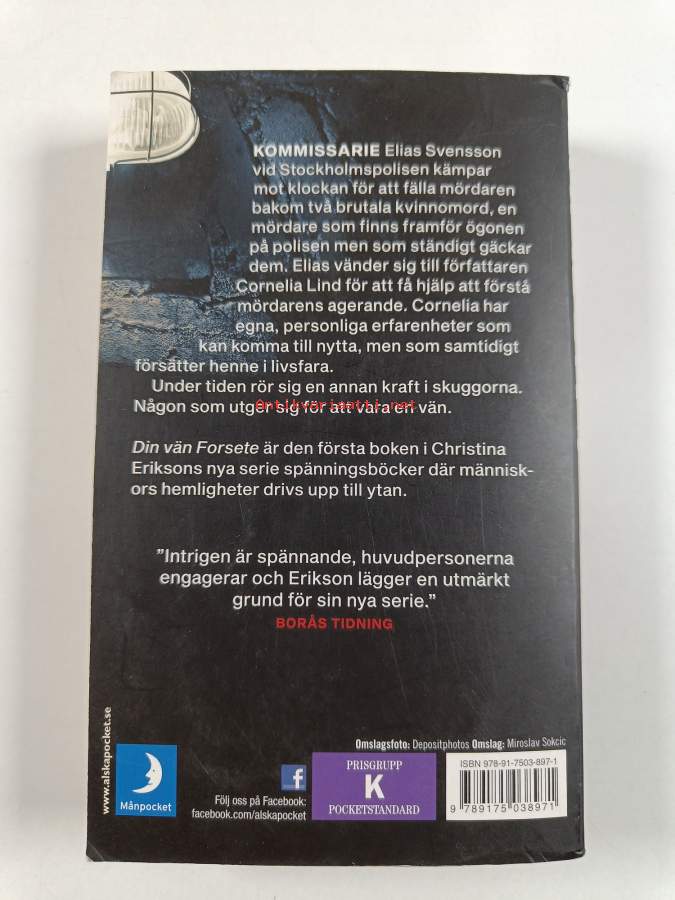 KOMMISSARIE Elias Svensson
vid Stockholmspolisen kämpar
mot klockan för att fälla mördaren
bakom två brutala kvinnomord, en
mördare som finns framför ögonen
på polisen men som ständigt gäckar
dem. Elias vänder sig till författaren
Cornelia Lind för att få hjälp att förstå
mördarens agerande. Cornelia har
egna, personliga erfarenheter som
kan komma till nytta, men som samtidigt
försätter henne i livsfara.
Under tiden rör sig en annan kraft i skuggorna.
Någon som utger sig för att vara en vän.
antikvariaatti.net
Din vän Forsete är den första boken i Christina
Eriksons nya serie spänningsböcker där människ-
ors hemligheter drivs upp till ytan.
”Intrigen är spännande, huvudpersonerna
engagerar och Erikson lägger en utmärkt
grund för sin nya serie.”
BORÅS TIDNING
www.alskapocket.se
Månpocket
Omslagsfoto: Depositphotos Omslag: Miroslav Sokcic
f
Följ oss på Facebook:
facebook.com/alskapocket
PRISGRUPP
K
POCKETSTANDARD
ISBN 978-91-7503-897-1
9 789175 038971